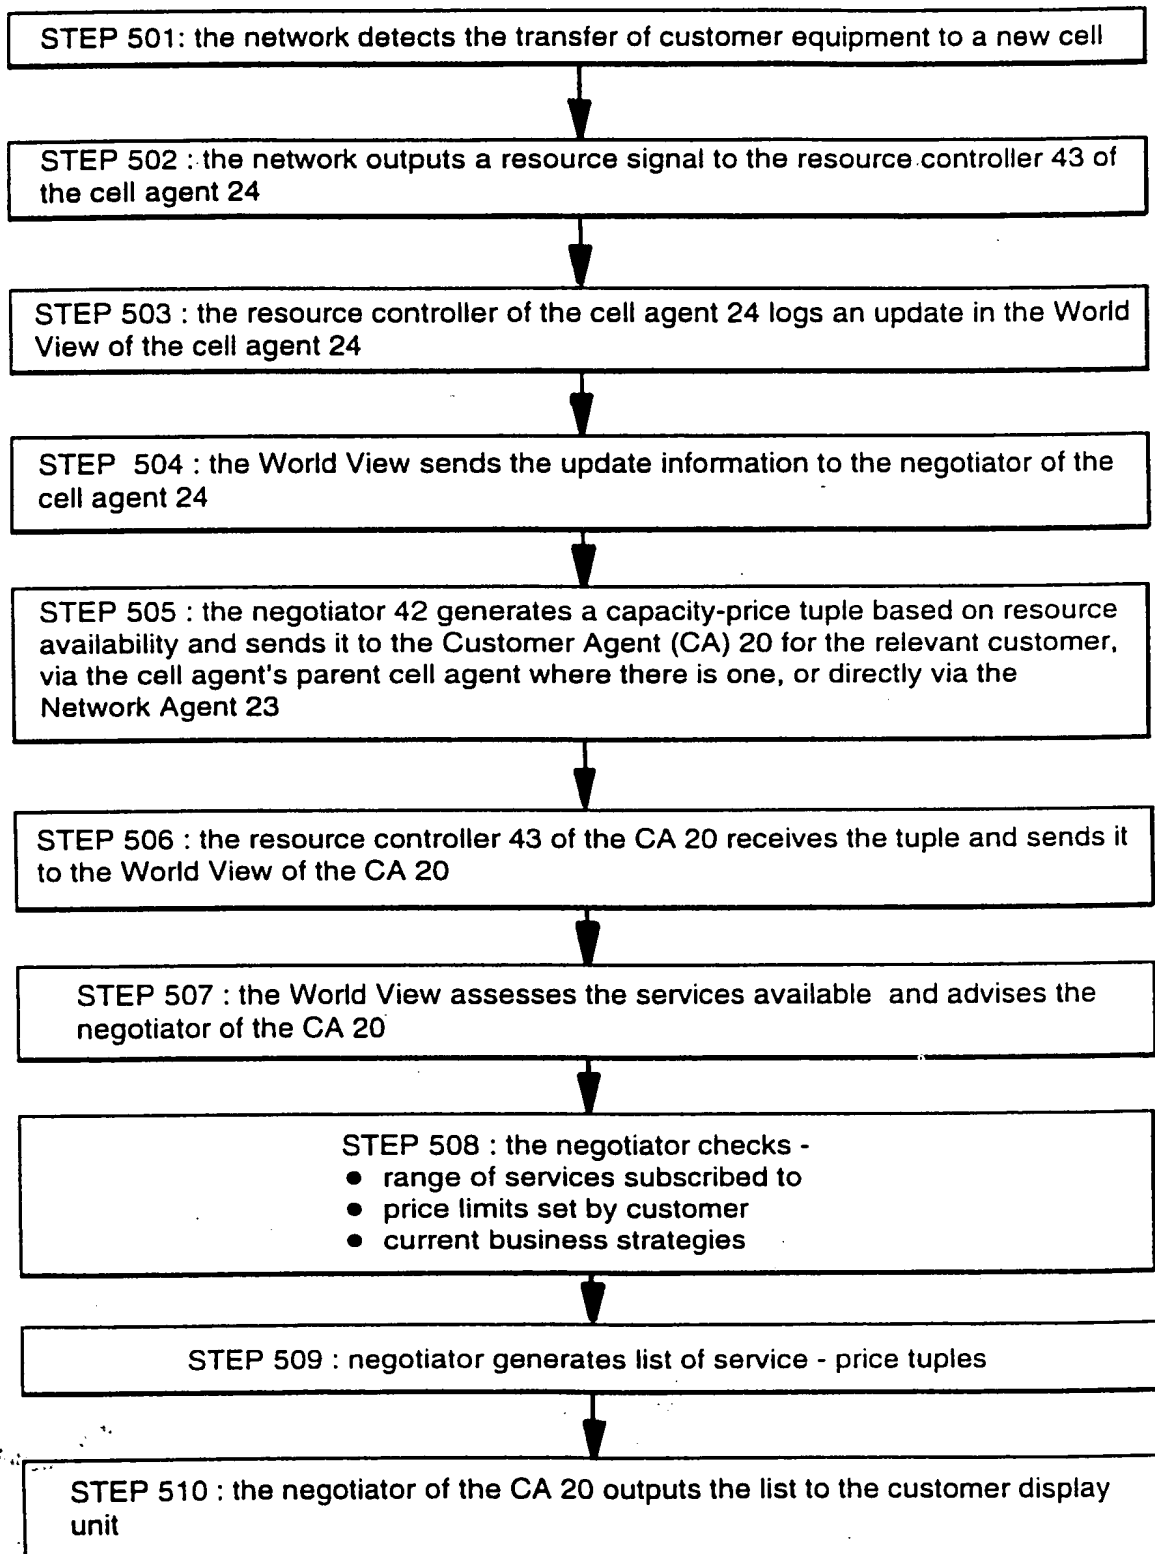 STEP 501: the network detects the transfer of customer equipment to a new cell
STEP 502 : the network outputs a resource signal to the resource controller 43 of
the cell agent 24
STEP 503 : the resource controller of the cell agent 24 logs an update in the World
View of the cell agent 24
STEP 504 : the World View sends the update information to the negotiator of the
cell agent 24
STEP 505 : the negotiator 42 generates a capacity-price tuple based on resource
availability and sends it to the Customer Agent (CA) 20 for the relevant customer,
via the cell agent's parent cell agent where there is one, or directly via the
Network Agent 23
STEP 506 : the resource controller 43 of the CA 20 receives the tuple and sends it
to the World View of the CA 20
STEP 507 : the World View assesses the services available and advises the
negotiator of the CA 20
STEP 508 : the negotiator checks -
• range of services subscribed to
• price limits set by customer
• current business strategies
STEP 509 : negotiator generates list of service - price tuples
STEP 510 : the negotiator of the CA 20 outputs the list to the customer display
unit